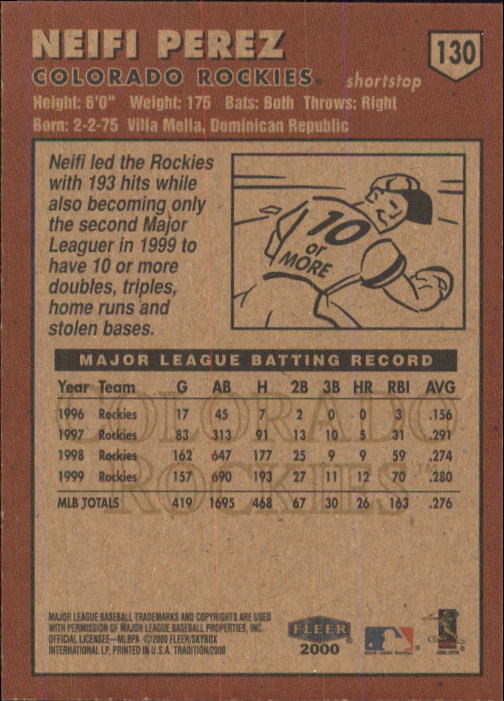 NEIFI PEREZ
130
COLORADO ROCKIES
shortstop
Height: 6'0" Weight: 175 Bats: Both Throws: Right
Born: 2-2-75 Villa Mella, Dominican Republic
Neifi led the Rockies
with 193 hits while
also becoming only
the second Major
Leaguer in 1999 to
have 10 or more
doubles, triples,
home runs and
stolen bases.
10
or
MORE
MAJOR LEAGUE BATTING RECORD
Year Team G AB H 2B 3B HR RBI AVG
1996 Rockies 17 45 7 2 0 0 3 .156
1997 Rockies 83 313 91 13 10 5 31 .291
1998 Rockies 162 647 177 25 9 9 59 .274
1999 Rockies 157 690 193 27 11 12 70 .280
MLB TOTALS 419 1695 468 67 30 26 163 .276
COLORADO
ROCKIES™
MAJOR LEAGUE BASEBALL TRADEMARKS AND COPYRIGHTS ARE USED
WITH PERMISSION OF MAJOR LEAGUE BASEBALL PROPERTIES, INC.
OFFICIAL LICENSEE—MLBPA ©2000 FLEER/SKYBOX
INTERNATIONAL LP, PRINTED IN U.S.A. TRADITION/2000
FLEER®
2000
MAJOR LEAGUE BASEBALL